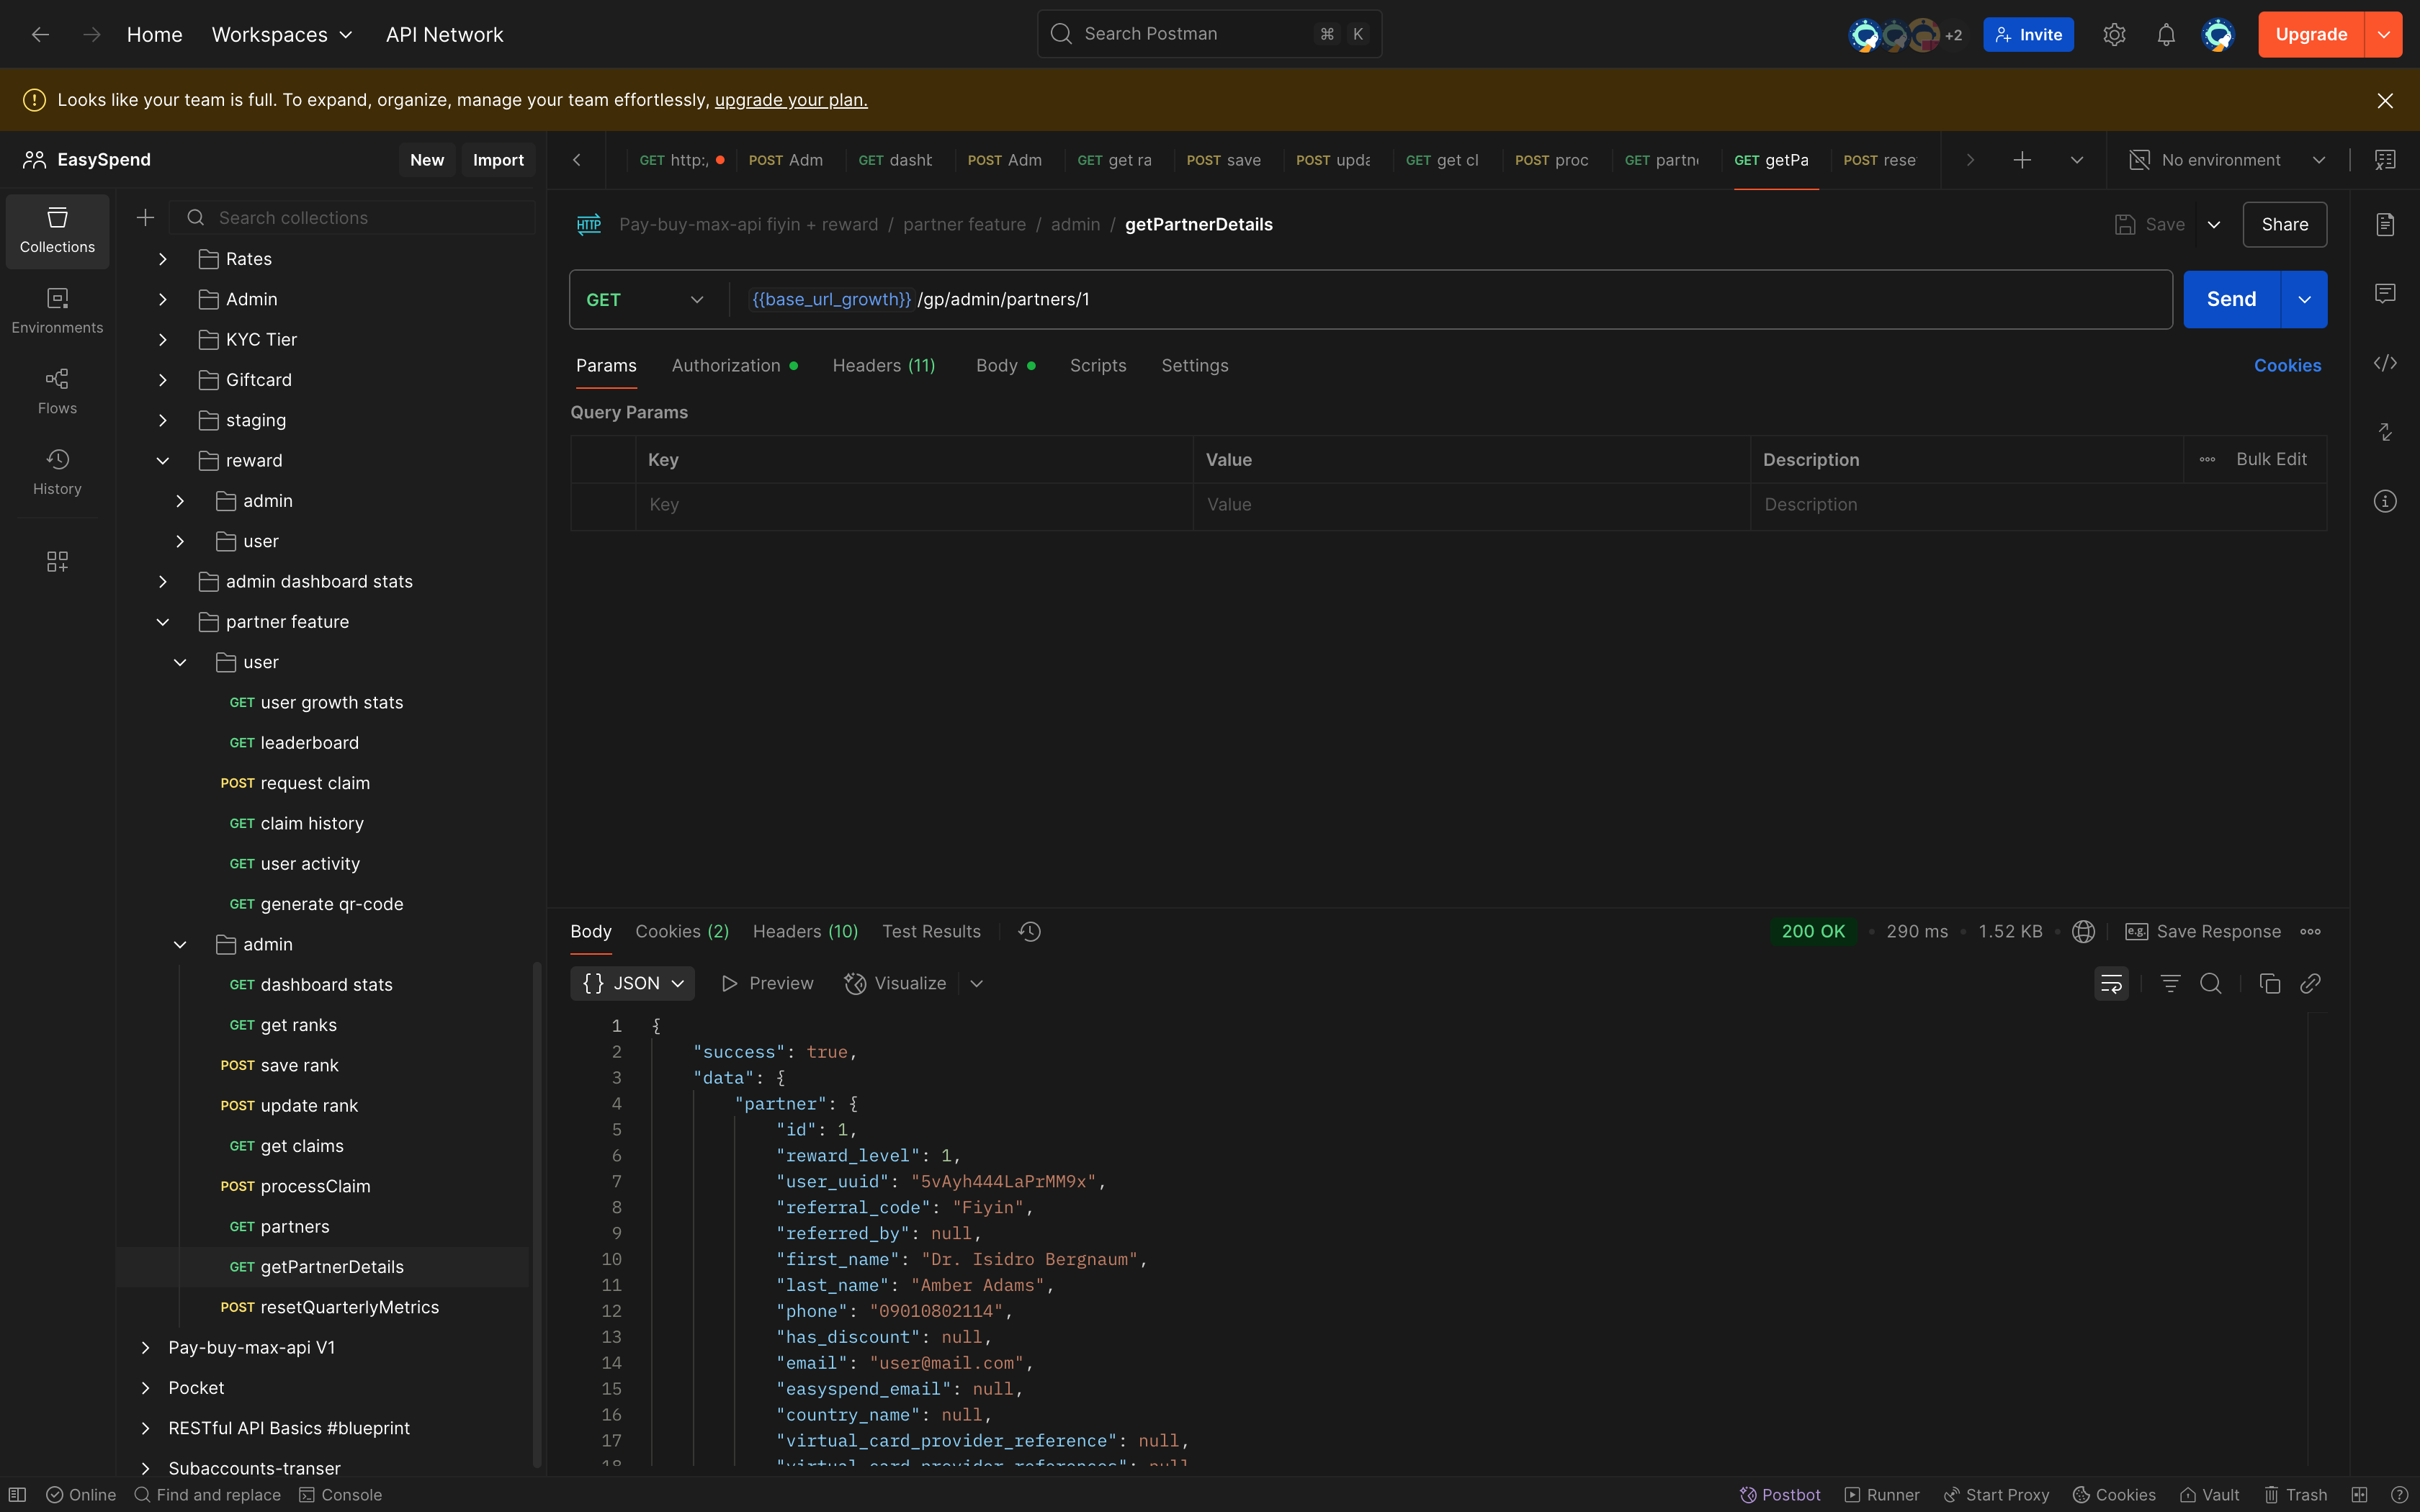 Home Workspaces API Network Search Postman ⌘ K +2 Invite Upgrade
Looks like your team is full. To expand, organize, manage your team effortlessly, upgrade your plan.
EasySpend New Import
GET http:/ POST Adm GET dashb POST Adm GET get ra POST save POST upda GET get cl POST proc GET partne GET getPa POST rese No environment
Collections
Environments
Flows
History
Search collections
Rates
Admin
KYC Tier
Giftcard
staging
reward
admin
user
admin dashboard stats
partner feature
user
GET user growth stats
GET leaderboard
POST request claim
GET claim history
GET user activity
GET generate qr-code
admin
GET dashboard stats
GET get ranks
POST save rank
POST update rank
GET get claims
POST processClaim
GET partners
GET getPartnerDetails
POST resetQuarterlyMetrics
Pay-buy-max-api V1
Pocket
RESTful API Basics #blueprint
Subaccounts-transer
HTTP Pay-buy-max-api fiyin + reward / partner feature / admin / getPartnerDetails Save Share
GET {{base_url_growth}} /gp/admin/partners/1 Send
Params Authorization Headers (11) Body Scripts Settings Cookies
Query Params
Key Value Description Bulk Edit
Key Value Description
Body Cookies (2) Headers (10) Test Results 200 OK 290 ms 1.52 KB e.g. Save Response
{} JSON Preview Visualize
1 {
2 "success": true,
3 "data": {
4 "partner": {
5 "id": 1,
6 "reward_level": 1,
7 "user_uuid": "5vAyh444LaPrMM9x",
8 "referral_code": "Fiyin",
9 "referred_by": null,
10 "first_name": "Dr. Isidro Bergnaum",
11 "last_name": "Amber Adams",
12 "phone": "09010802114",
13 "has_discount": null,
14 "email": "user@mail.com",
15 "easyspend_email": null,
16 "country_name": null,
17 "virtual_card_provider_reference": null,
18 "virtual_card_provider_references": null
Online Find and replace Console Postbot Runner Start Proxy Cookies Vault Trash